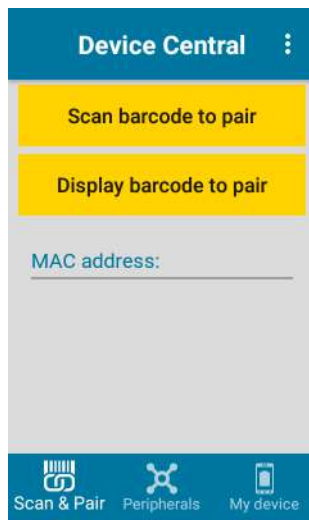 Device Central
Scan barcode to pair
Display barcode to pair
MAC address:
Scan & Pair Peripherals My device